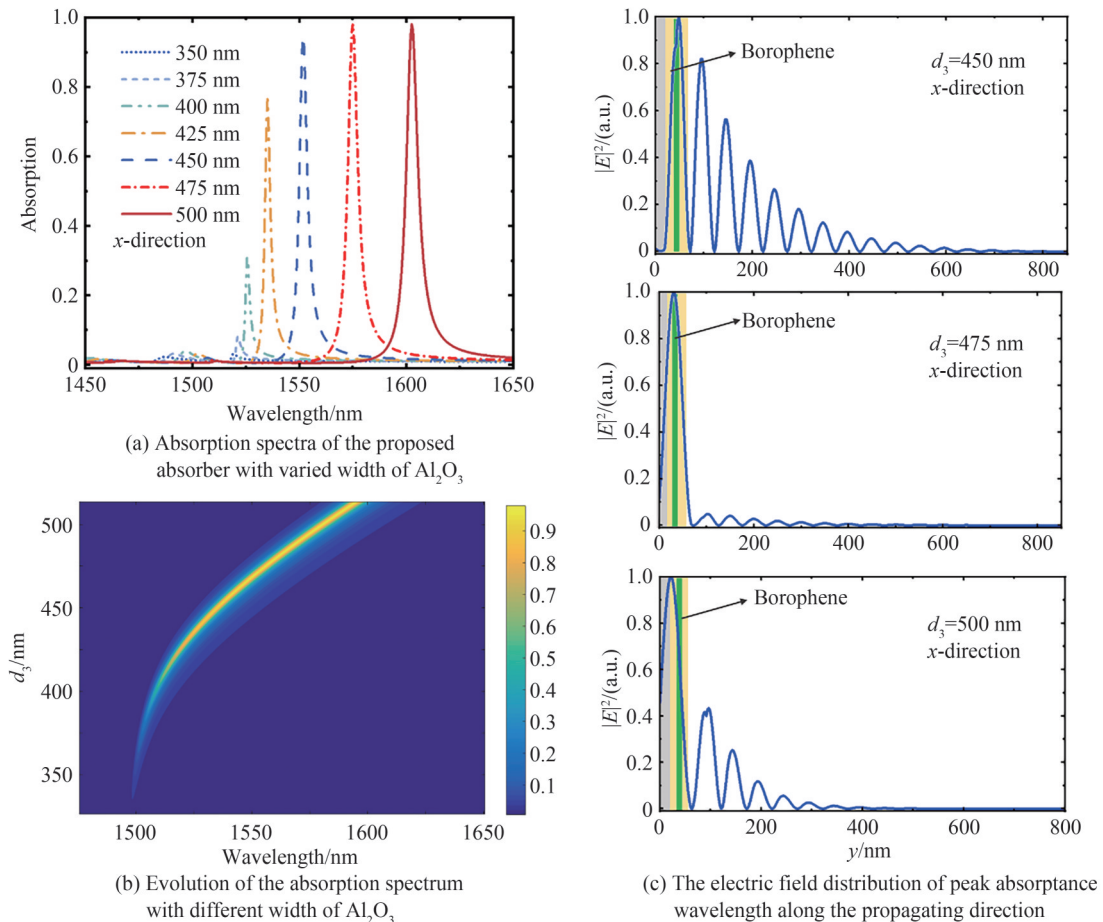 1.0
0.8
0.6
0.4
0.2
0
Absorption
350 nm
375 nm
400 nm
425 nm
450 nm
475 nm
500 nm
x-direction
1450
1500
1550
1600
1650
Wavelength/nm
(a) Absorption spectra of the proposed
absorber with varied width of Al₂O₃
500
450
400
350
d₃/nm
0.9
0.8
0.7
0.6
0.5
0.4
0.3
0.2
0.1
1500
1550
1600
1650
Wavelength/nm
(b) Evolution of the absorption spectrum
with different width of Al₂O₃
1.0
0.8
0.6
0.4
0.2
0
|E|²/(a.u.)
Borophene
d₃=450 nm
x-direction
0
200
400
600
800
1.0
0.8
0.6
0.4
0.2
0
|E|²/(a.u.)
Borophene
d₃=475 nm
x-direction
0
200
400
600
800
1.0
0.8
0.6
0.4
0.2
0
|E|²/(a.u.)
Borophene
d₃=500 nm
x-direction
0
200
400
600
800
y/nm
(c) The electric field distribution of peak absorptance
wavelength along the propagating direction